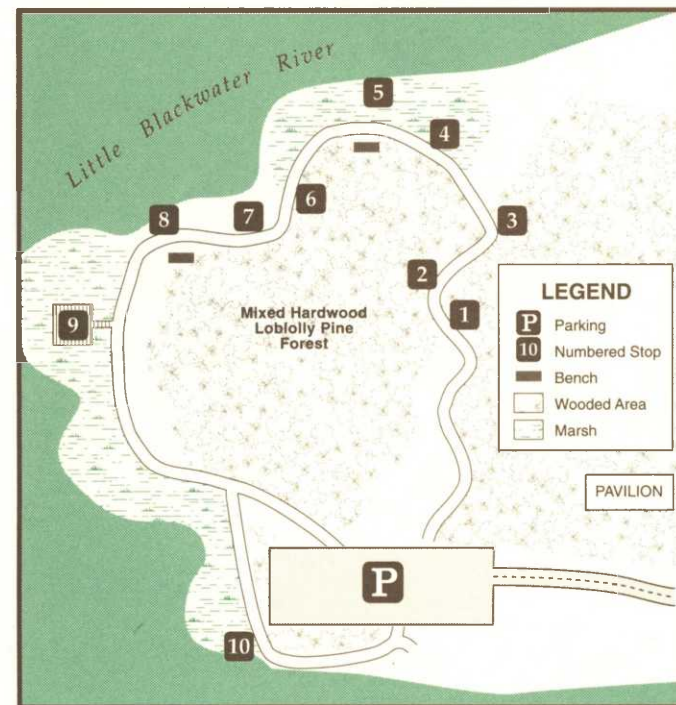 Little Blackwater River
5
4
6
7
8
3
2
1
9
Mixed Hardwood
Loblolly Pine
Forest
LEGEND
P Parking
10 Numbered Stop
Bench
Wooded Area
Marsh
PAVILION
P
10